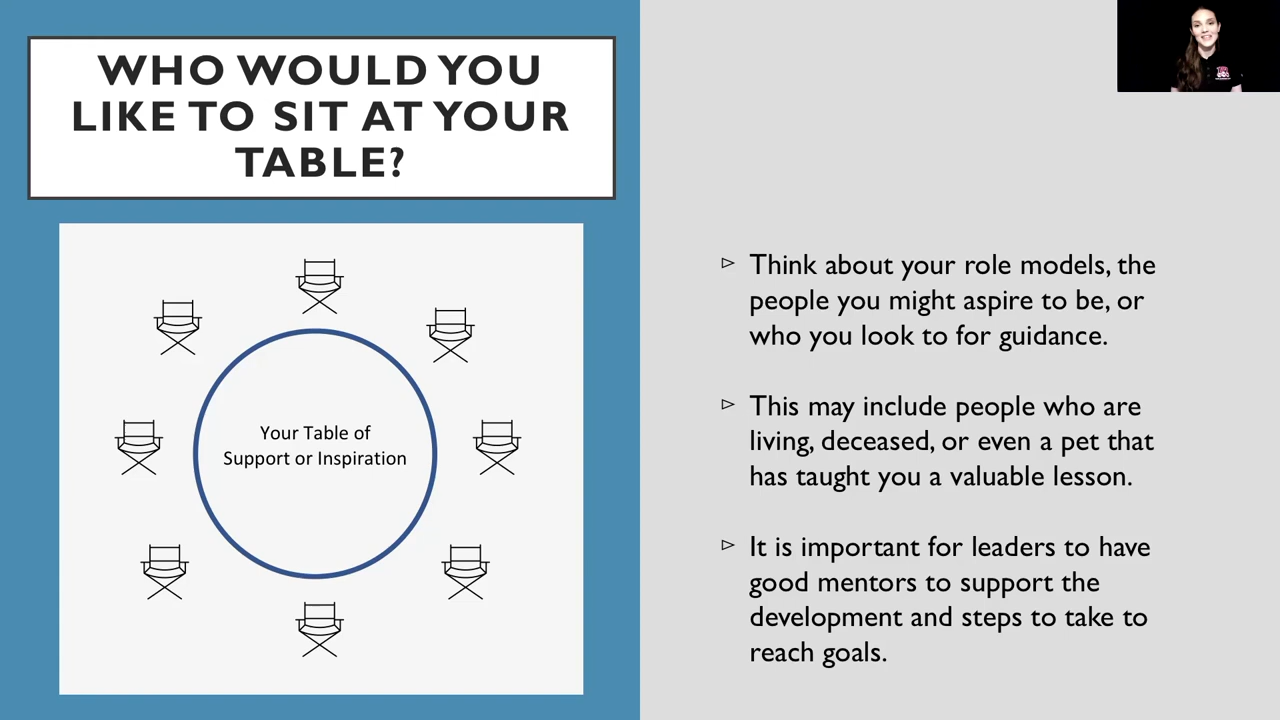 WHO WOULD YOU
LIKE TO SIT AT YOUR
TABLE?
Your Table of
Support or Inspiration
▷ Think about your role models, the
people you might aspire to be, or
who you look to for guidance.
▷ This may include people who are
living, deceased, or even a pet that
has taught you a valuable lesson.
▷ It is important for leaders to have
good mentors to support the
development and steps to take to
reach goals.